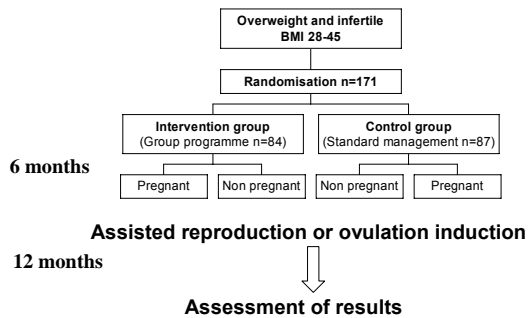 Overweight and infertile
BMI 28-45
Randomisation n=171
Intervention group
(Group programme n=84)
Control group
(Standard management n=87)
6 months
Pregnant
Non pregnant
Non pregnant
Pregnant
Assisted reproduction or ovulation induction
12 months
Assessment of results